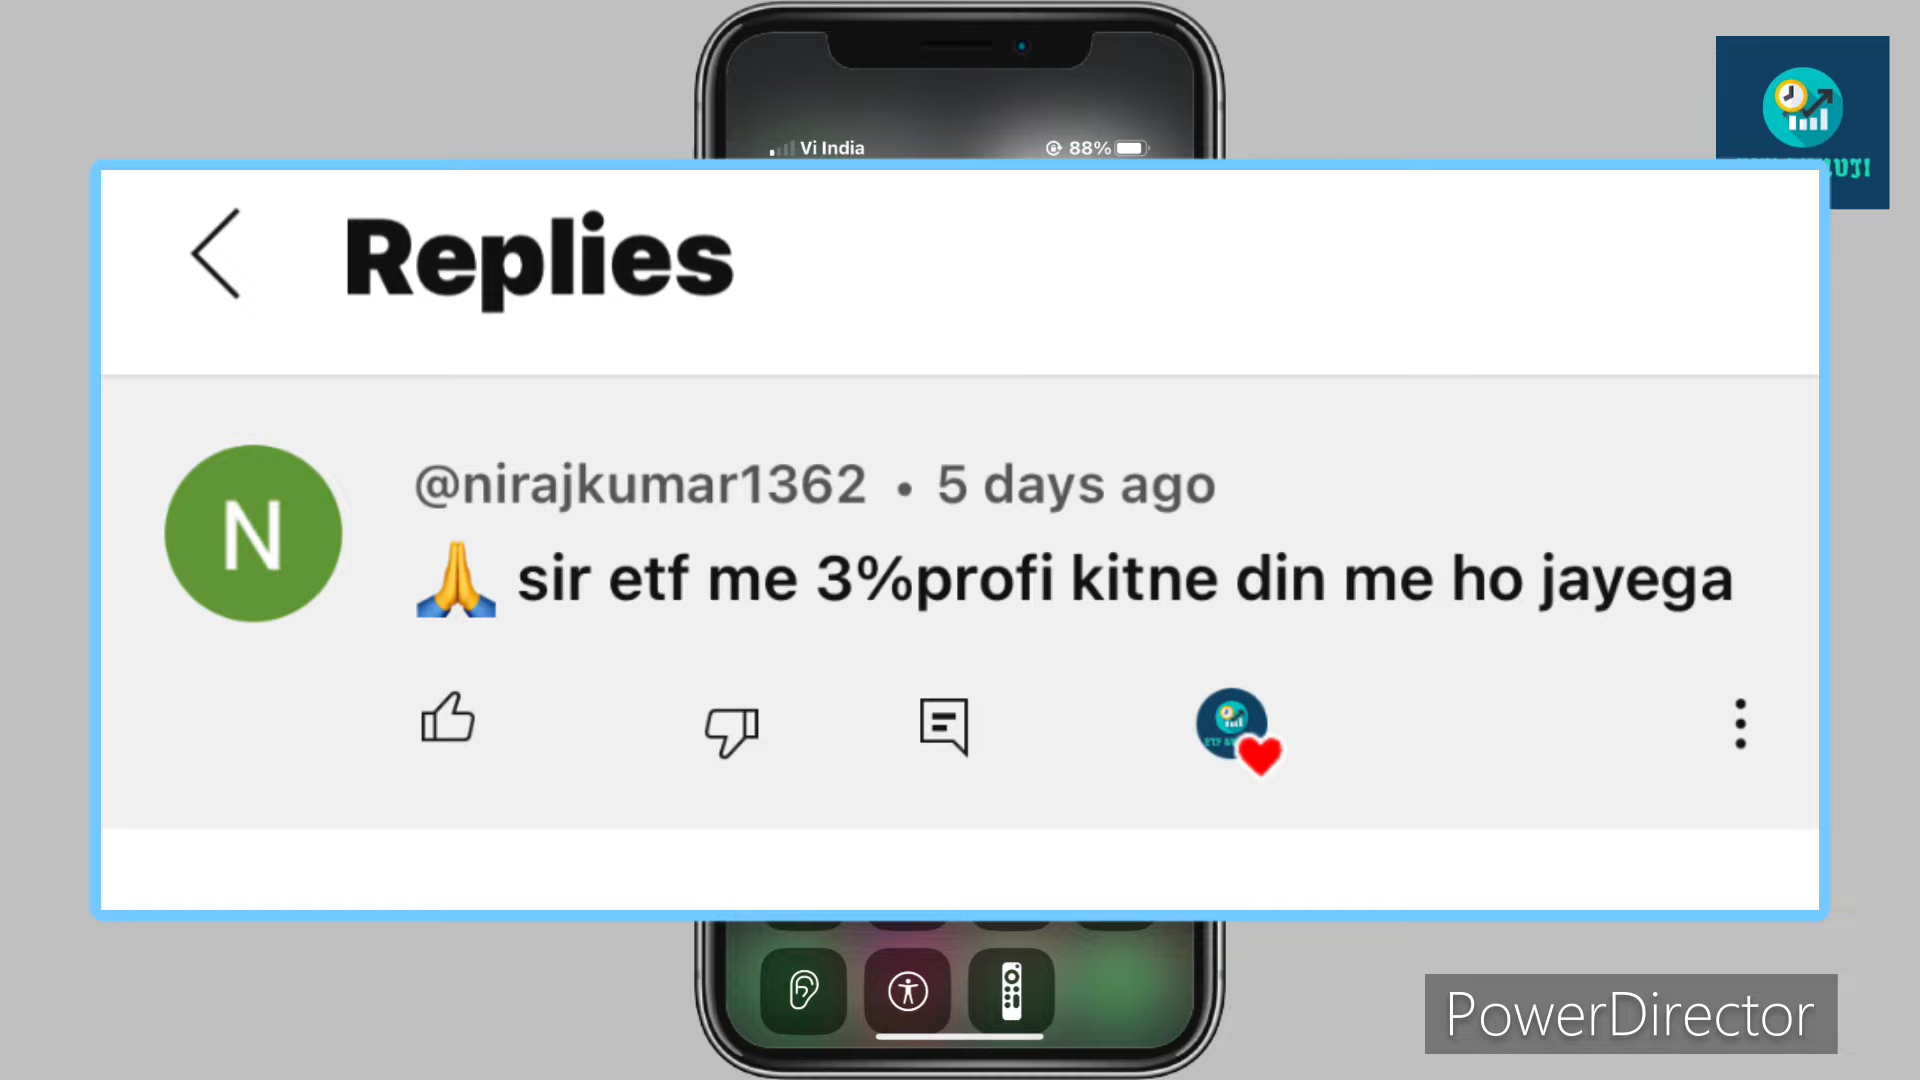 Vi India
88%
Replies
N
@nirajkumar1362 • 5 days ago
🙏 sir etf me 3%profi kitne din me ho jayega
PowerDirector